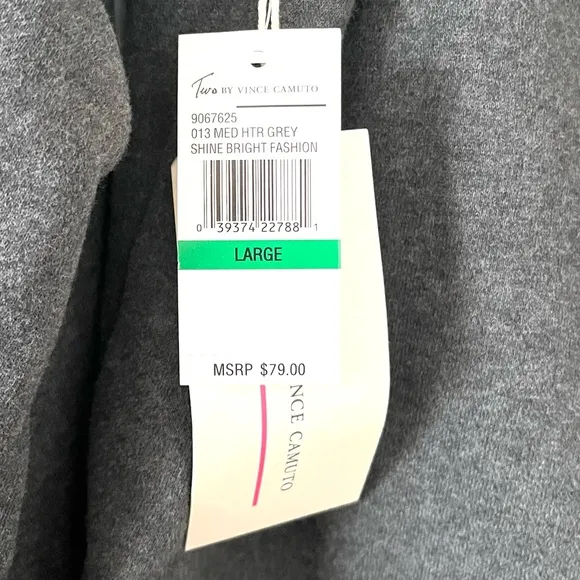 Two BY VINCE CAMUTO
9067625
013 MED HTR GREY
SHINE BRIGHT FASHION
0 39374 22788 1
LARGE
MSRP $79.00
NCE CAMUTO